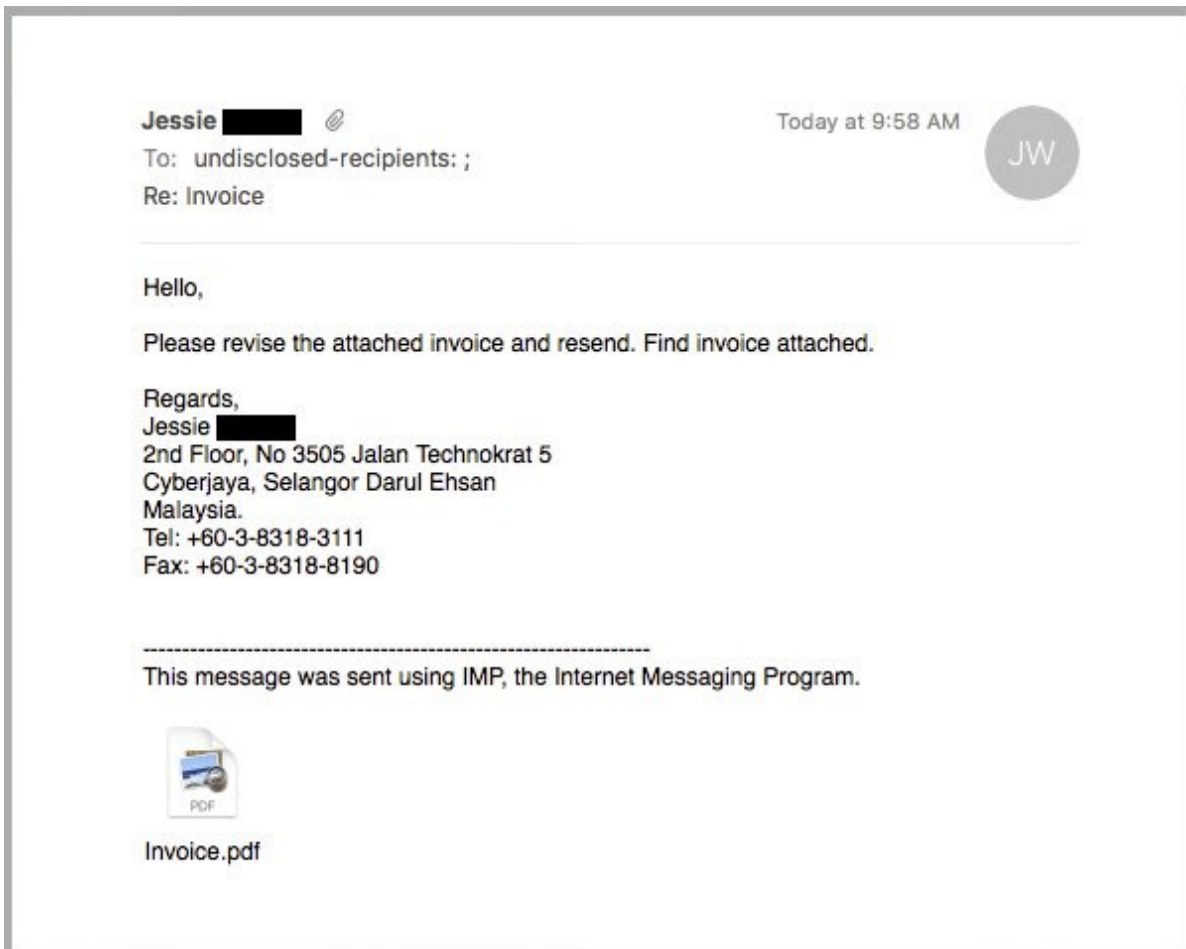 Jessie
Today at 9:58 AM
JW
To: undisclosed-recipients: ;
Re: Invoice
Hello,
Please revise the attached invoice and resend. Find invoice attached.
Regards,
Jessie
2nd Floor, No 3505 Jalan Technokrat 5
Cyberjaya, Selangor Darul Ehsan
Malaysia.
Tel: +60-3-8318-3111
Fax: +60-3-8318-8190
-----------------------------------------------------------------
This message was sent using IMP, the Internet Messaging Program.
PDF
Invoice.pdf